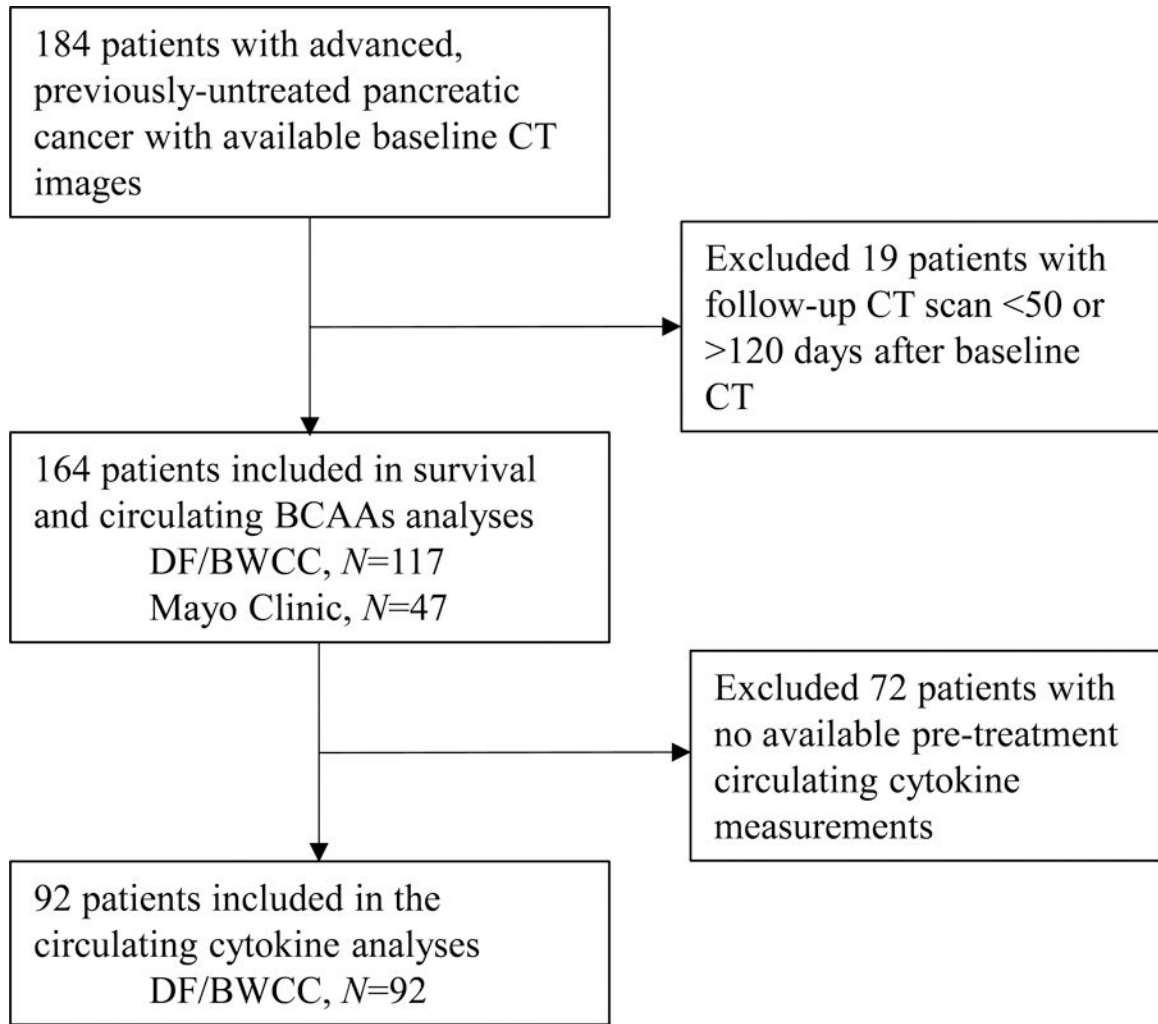 184 patients with advanced,
previously-untreated pancreatic
cancer with available baseline CT
images
Excluded 19 patients with
follow-up CT scan <50 or
>120 days after baseline
CT
164 patients included in survival
and circulating BCAAs analyses
DF/BWCC, N=117
Mayo Clinic, N=47
Excluded 72 patients with
no available pre-treatment
circulating cytokine
measurements
92 patients included in the
circulating cytokine analyses
DF/BWCC, N=92